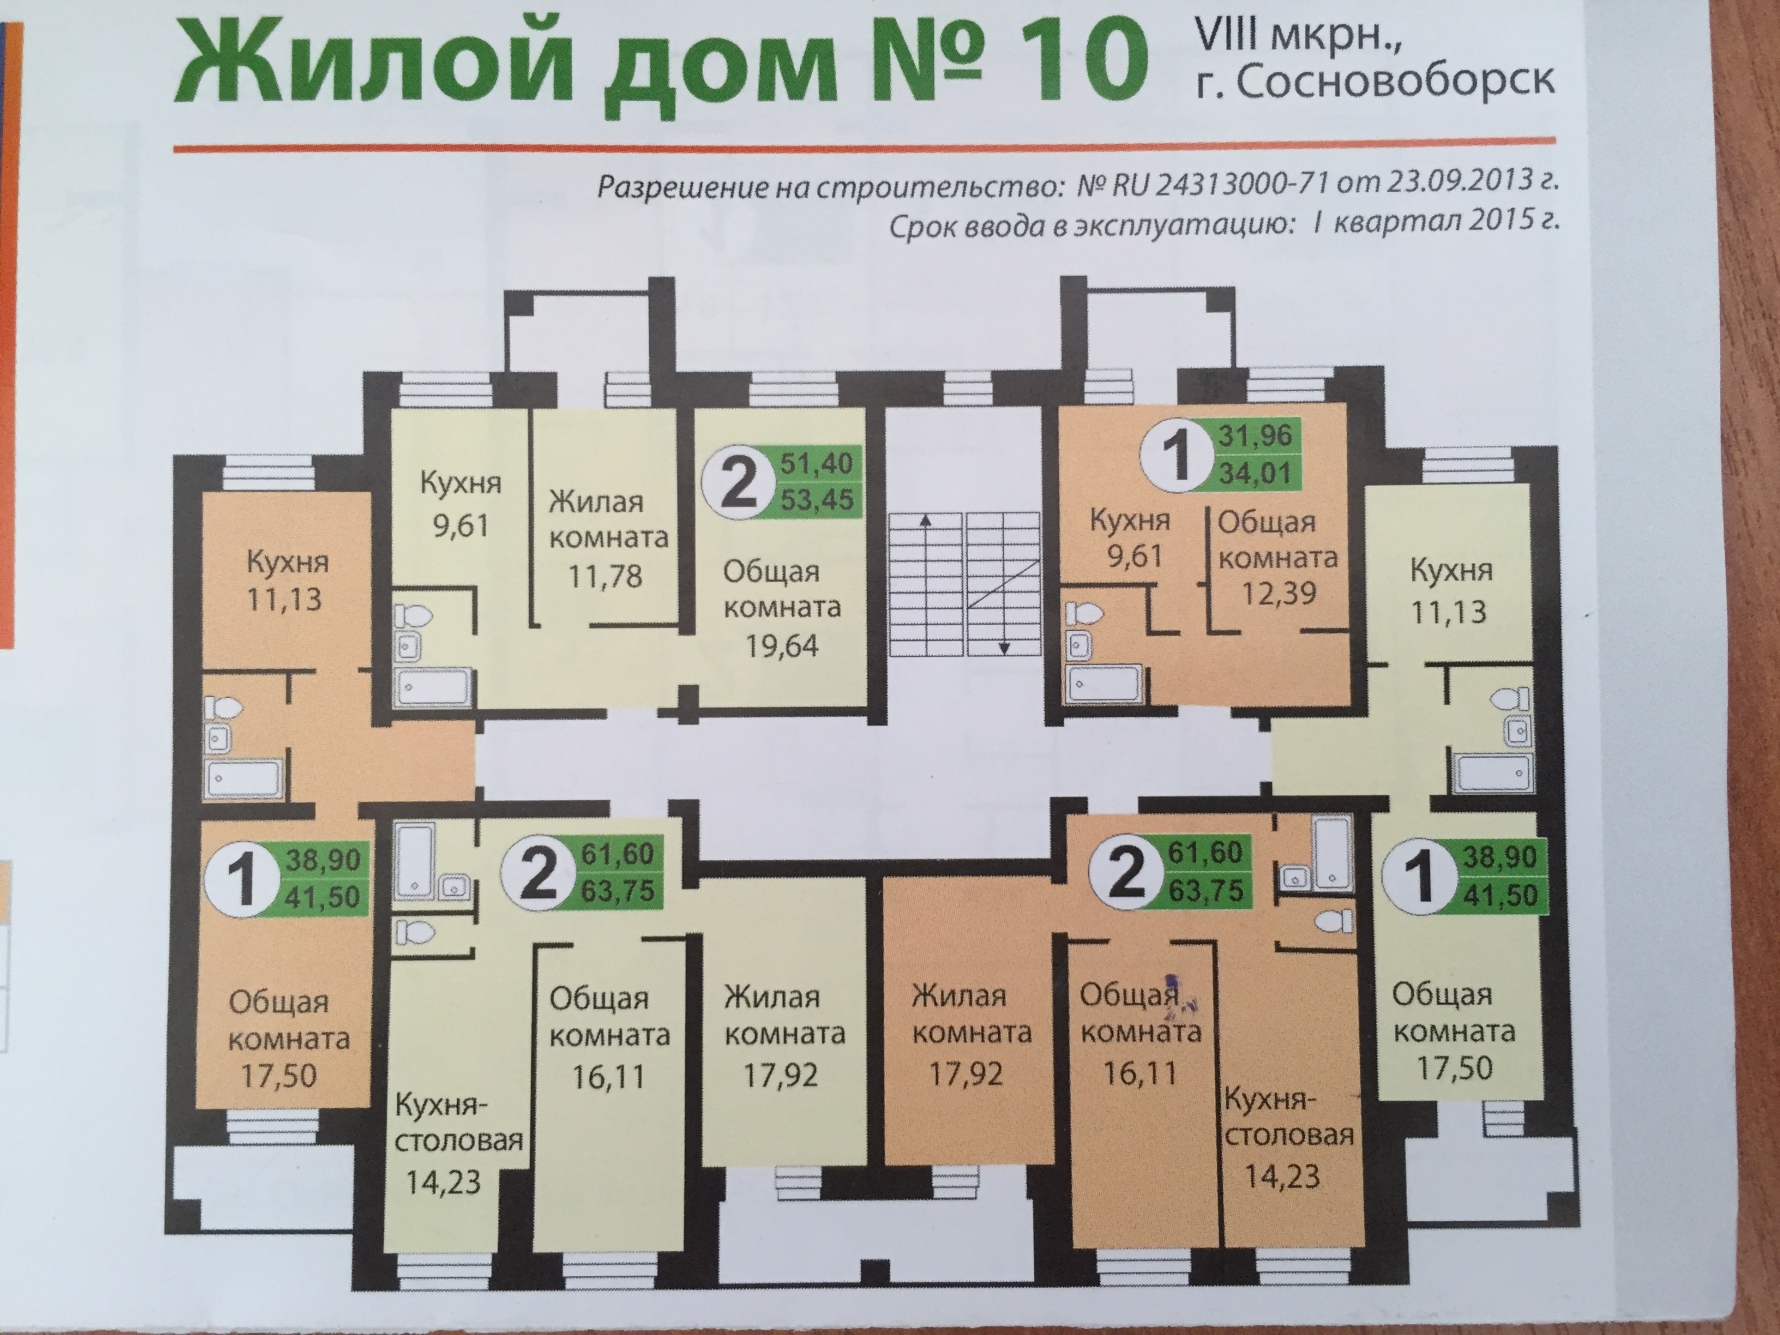 Жилой дом № 10
VIII мкрн.,
г. Сосновоборск
Разрешение на строительство: № RU 24313000-71 от 23.09.2013 г.
Срок ввода в эксплуатацию: I квартал 2015 г.
Кухня
11,13
1
38,90
41,50
Общая
комната
17,50
Кухня
9,61
Жилая
комната
11,78
2
51,40
53,45
Общая
комната
19,64
1
31,96
34,01
Кухня
9,61
Общая
комната
12,39
Кухня
11,13
2
61,60
63,75
Кухня-
столовая
14,23
Общая
комната
16,11
Жилая
комната
17,92
Жилая
комната
17,92
2
61,60
63,75
Общая
комната
16,11
Кухня-
столовая
14,23
1
38,90
41,50
Общая
комната
17,50